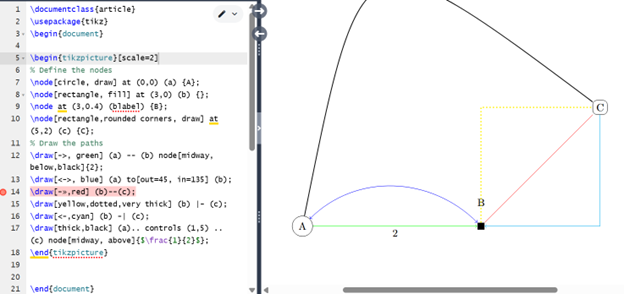 1 \documentclass{article}
2 \usepackage{tikz}
3 \begin{document}
4
5 \begin{tikzpicture}[scale=2]
6 % Define the nodes
7 \node[circle, draw] at (0,0) (a) {A};
8 \node[rectangle, fill] at (3,0) (b) {};
9 \node at (3,0.4) (blabel) {B};
10 \node[rectangle,rounded corners, draw] at
(5,2) (c) {C};
11 % Draw the paths
12 \draw[->, green] (a) -- (b) node[midway,
below,black]{2};
13 \draw[<->, blue] (a) to[out=45, in=135] (b);
14 \draw[->,red] (b)--(c);
15 \draw[yellow,dotted,very thick] (b) |- (c);
16 \draw[<-,cyan] (b) -| (c);
17 \draw[thick,black] (a).. controls (1,5) ..
(c) node[midway, above]{$\frac{1}{2}$};
18 \end{tikzpicture}
19
20
21 \end{document}
C
B
A
2